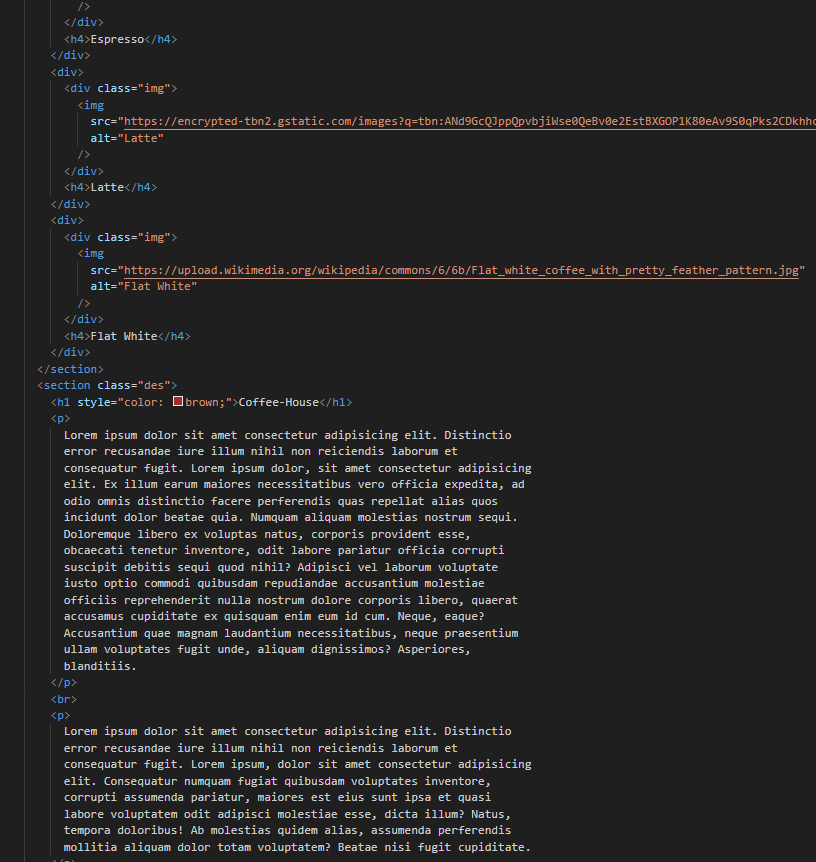 />
</div>
<h4>Espresso</h4>
</div>
<div>
<div class="img">
<img
src="https://encrypted-tbn2.gstatic.com/images?q=tbn:ANd9GcQJppQpvbjiWse0QeBv0e2EstBXGOP1K80eAv9S0qPks2CDkhhc
alt="Latte"
/>
</div>
<h4>Latte</h4>
</div>
<div>
<div class="img">
<img
src="https://upload.wikimedia.org/wikipedia/commons/6/6b/Flat_white_coffee_with_pretty_feather_pattern.jpg"
alt="Flat White"
/>
</div>
<h4>Flat White</h4>
</div>
</section>
<section class="des">
<h1 style="color: brown;">Coffee-House</h1>
<p>
Lorem ipsum dolor sit amet consectetur adipisicing elit. Distinctio
error recusandae iure illum nihil non reiciendis laborum et
consequatur fugit. Lorem ipsum dolor, sit amet consectetur adipisicing
elit. Ex illum earum maiores necessitatibus vero officia expedita, ad
odio omnis distinctio facere perferendis quas repellat alias quos
incidunt dolor beatae quia. Numquam aliquam molestias nostrum sequi.
Doloremque libero ex voluptas natus, corporis provident esse,
obcaecati tenetur inventore, odit labore pariatur officia corrupti
suscipit debitis sequi quod nihil? Adipisci vel laborum voluptate
iusto optio commodi quibusdam repudiandae accusantium molestiae
officiis reprehenderit nulla nostrum dolore corporis libero, quaerat
accusamus cupiditate ex quisquam enim eum id cum. Neque, eaque?
Accusantium quae magnam laudantium necessitatibus, neque praesentium
ullam voluptates fugit unde, aliquam dignissimos? Asperiores,
blanditiis.
</p>
<br>
<p>
Lorem ipsum dolor sit amet consectetur adipisicing elit. Distinctio
error recusandae iure illum nihil non reiciendis laborum et
consequatur fugit. Lorem ipsum, dolor sit amet consectetur adipisicing
elit. Consequatur numquam fugiat quibusdam voluptates inventore,
corrupti assumenda pariatur, maiores est eius sunt ipsa et quasi
labore voluptatem odit adipisci molestiae esse, dicta illum? Natus,
tempora doloribus! Ab molestias quidem alias, assumenda perferendis
mollitia aliquam dolor totam voluptatem? Beatae nisi fugit cupiditate.